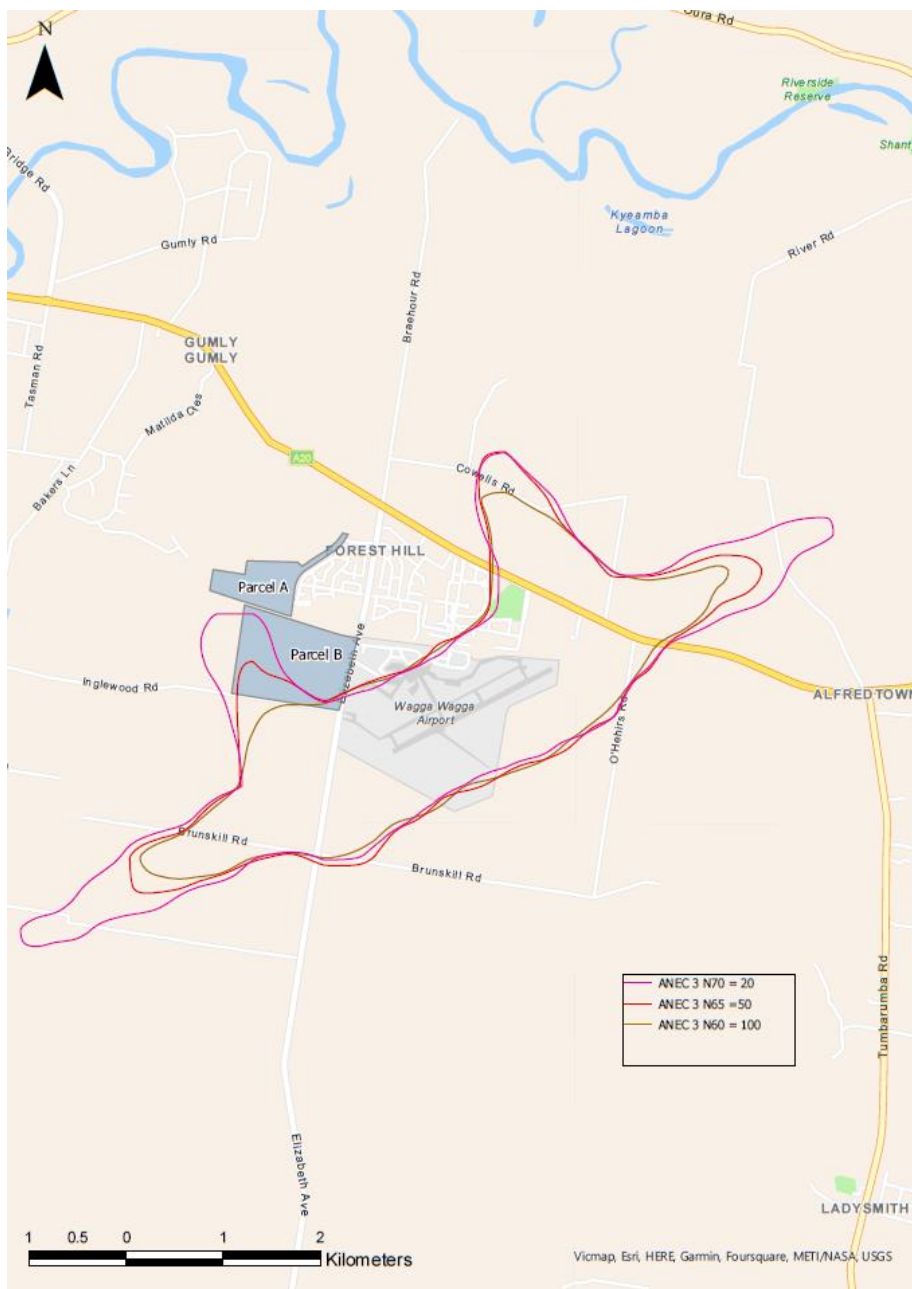 Oura Rd
N
Riverside
Reserve
Shant
Bridge Rd
Kyeamba
Lagoon
River Rd
Gumly Rd
Braehour Rd
GUMLY
GUMLY
Tasman Rd
Matilda Cres
A20
Bakers Ln
Cowells Rd
FOREST HILL
Parcel A
Parcel B
Elizabeth Ave
Inglewood Rd
Wagga Wagga
Airport
ALFREDTOWN
O'Hehirs Rd
Brunskill Rd
Brunskill Rd
ANEC 3 N70 = 20
ANEC 3 N65 =50
ANEC 3 N60 = 100
Tumbarumba Rd
Elizabeth Ave
LADYSMITH
1 0.5 0 1 2
Kilometers
Vicmap, Esri, HERE, Garmin, Foursquare, METI/NASA, USGS